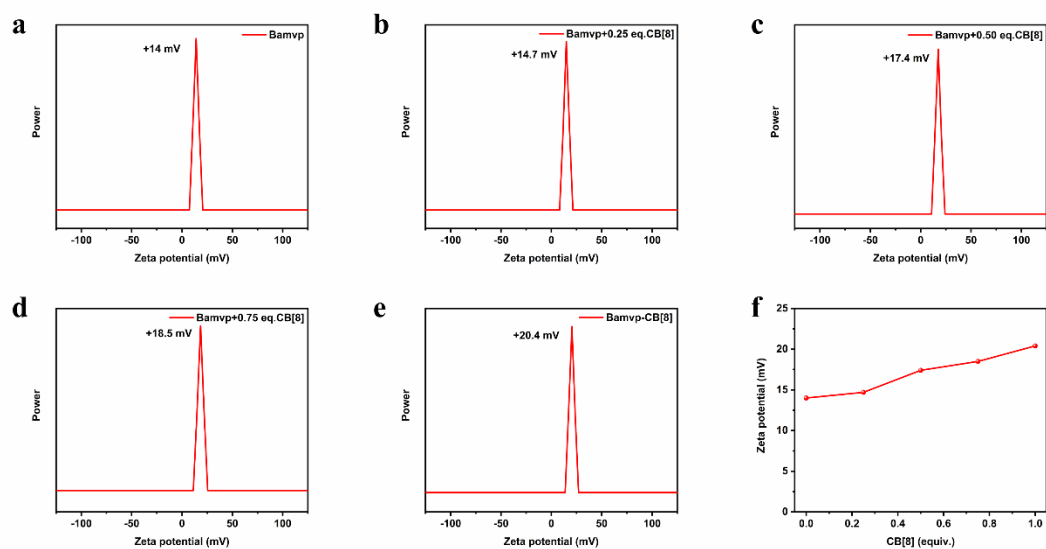 a
Bamvp
+14 mV
Power
-100 -50 0 50 100
Zeta potential (mV)
b
Bamvp+0.25 eq.CB[8]
+14.7 mV
Power
-100 -50 0 50 100
Zeta potential (mV)
c
Bamvp+0.50 eq.CB[8]
+17.4 mV
Power
-100 -50 0 50 100
Zeta potential (mV)
d
Bamvp+0.75 eq.CB[8]
+18.5 mV
Power
-100 -50 0 50 100
Zeta potential (mV)
e
Bamvp-CB[8]
+20.4 mV
Power
-100 -50 0 50 100
Zeta potential (mV)
f
25
20
15
10
5
0
Zeta potential (mV)
0.0 0.2 0.4 0.6 0.8 1.0
CB[8] (equiv.)